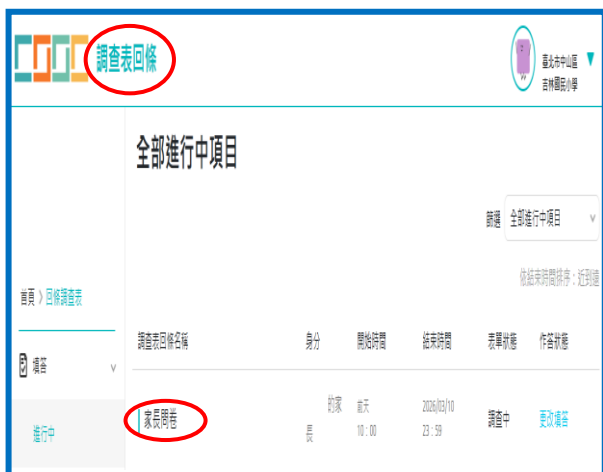 調查表回條
臺北市中山區
吉林國民小學
全部進行中項目
篩選 全部進行中項目
依結束時間排序：近到遠
首頁 > 回條調查表
填答
進行中
調查表回條名稱 身分 開始時間 結束時間 表單狀態 作答狀態
家長問卷 的家長 前天 10:00 2026/03/10 23:59 調查中 更改填答